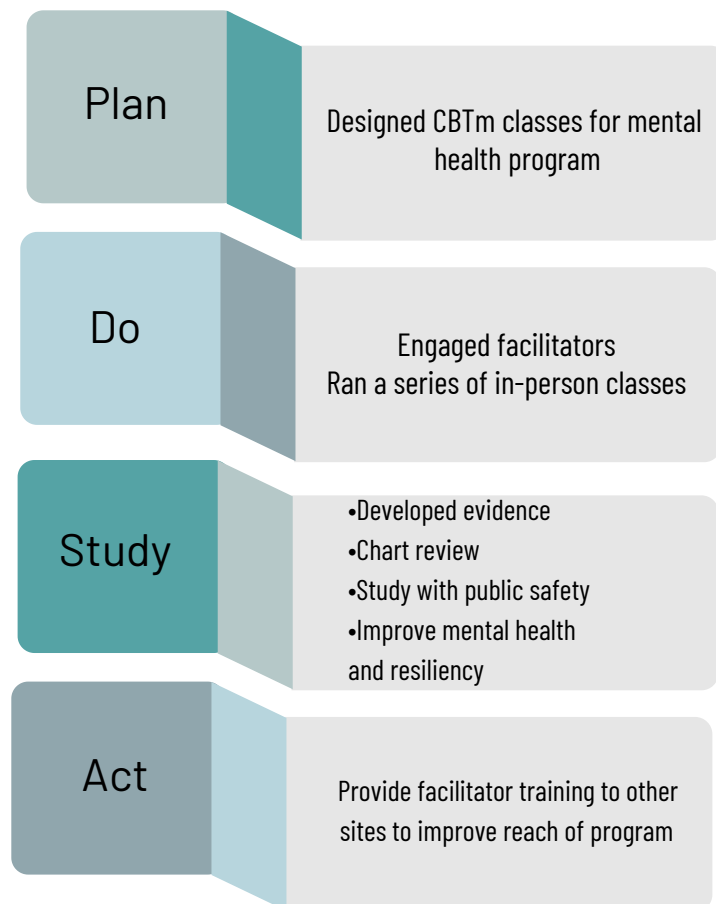 Plan
Designed CBTm classes for mental
health program
Do
Engaged facilitators
Ran a series of in-person classes
Study
•Developed evidence
•Chart review
•Study with public safety
•Improve mental health
and resiliency
Act
Provide facilitator training to other
sites to improve reach of program